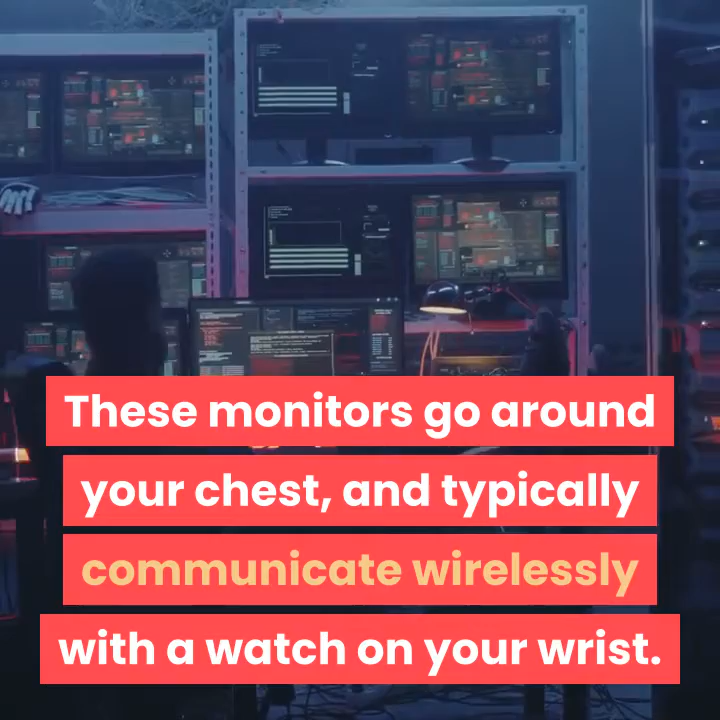 These monitors go around
your chest, and typically
communicate wirelessly
with a watch on your wrist.